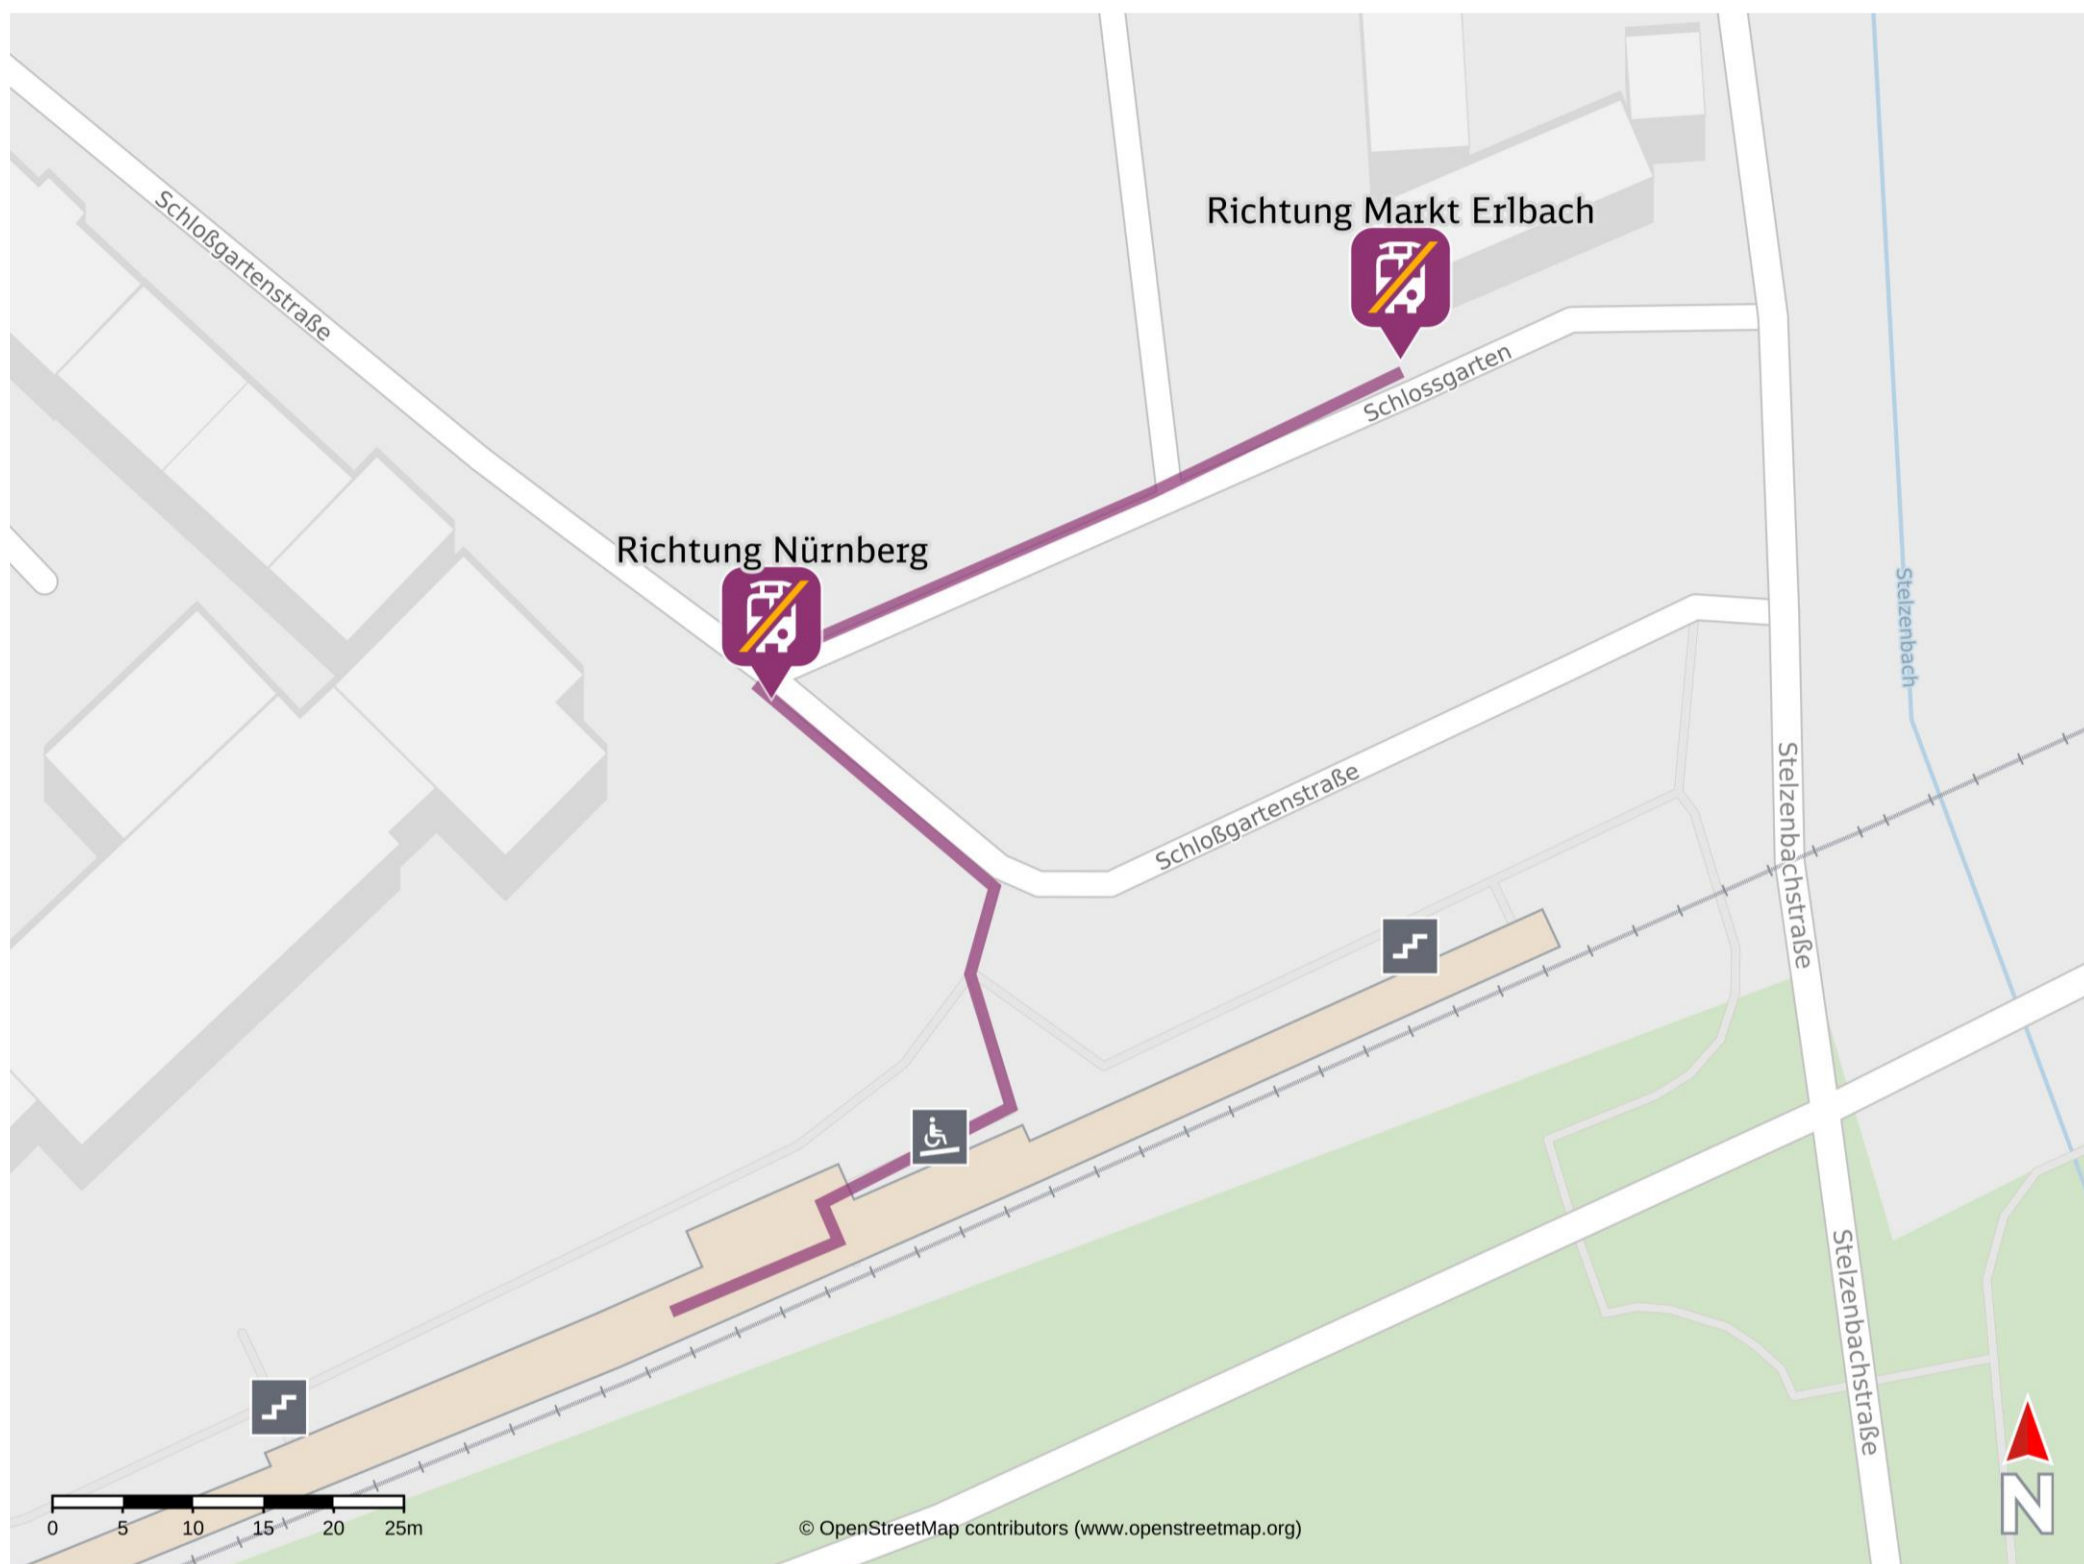 Schloßgartenstraße
Richtung Markt Erlbach
Schlossgarten
Richtung Nürnberg
Stelzenbach
Schloßgartenstraße
Stelzenbachstraße
Stelzenbachstraße
0 5 10 15 20 25m
© OpenStreetMap contributors (www.openstreetmap.org)
N